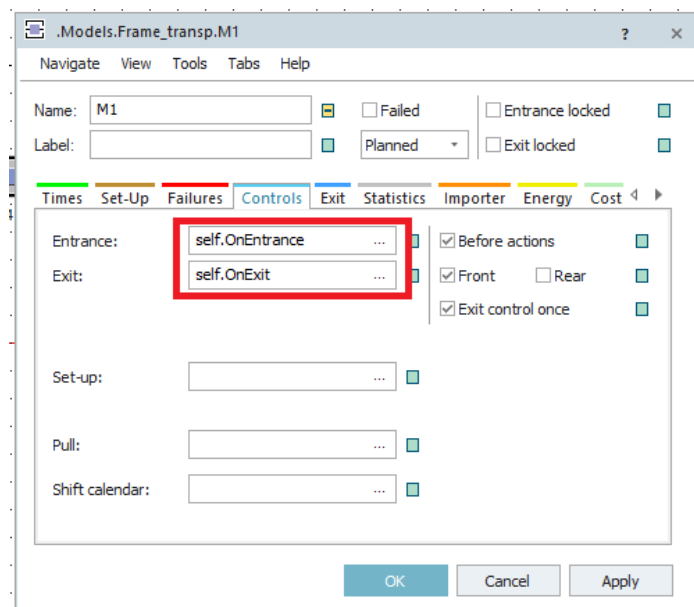 .Models.Frame_transp.M1 ? ×
Navigate View Tools Tabs Help
Name: M1 Failed Entrance locked
Label: Planned Exit locked
Times Set-Up Failures Controls Exit Statistics Importer Energy Cost
Entrance: self.OnEntrance ... Before actions
Exit: self.OnExit ... Front Rear
Exit control once
Set-up: ...
Pull: ...
Shift calendar: ...
OK Cancel Apply